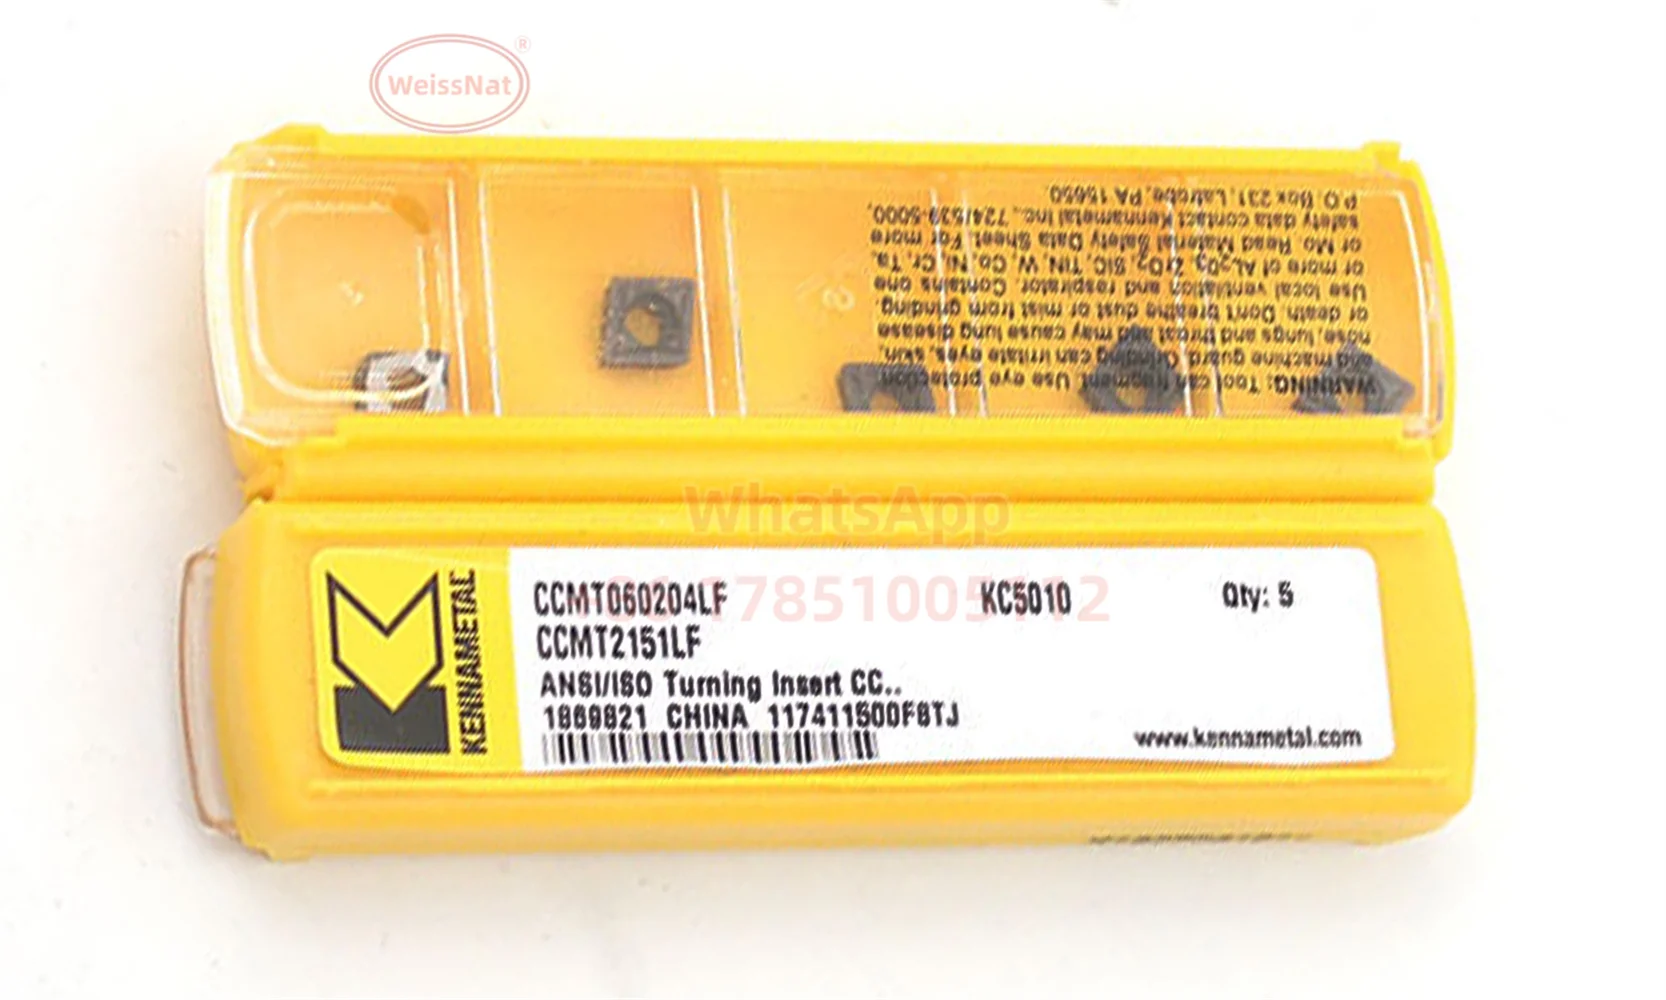 WeissNat®
WARNING: Tool can fragment. Use eye protection
and machine guard. Grinding can irritate eyes, skin,
nose, lungs and throat and may cause lung disease
or death. Don't breathe dust or mist from grinding.
Use local ventilation and respirator. Contains one
or more of AL2O3, ZrO2, SiC, TiN, W, Co, Ni, Cr, Ta,
or Mo. Read Material Safety Data Sheet. For more
safety data contact Kennametal Inc., 724/539-5000,
P.O. Box 231, Latrobe, PA 15650.
WhatsApp
17851005112
KENNAMETAL
CCMT060204LF KC5010 Qty: 5
CCMT2151LF
ANSI/ISO Turning Insert CC..
1869821 CHINA 117411500F8TJ
www.kennametal.com